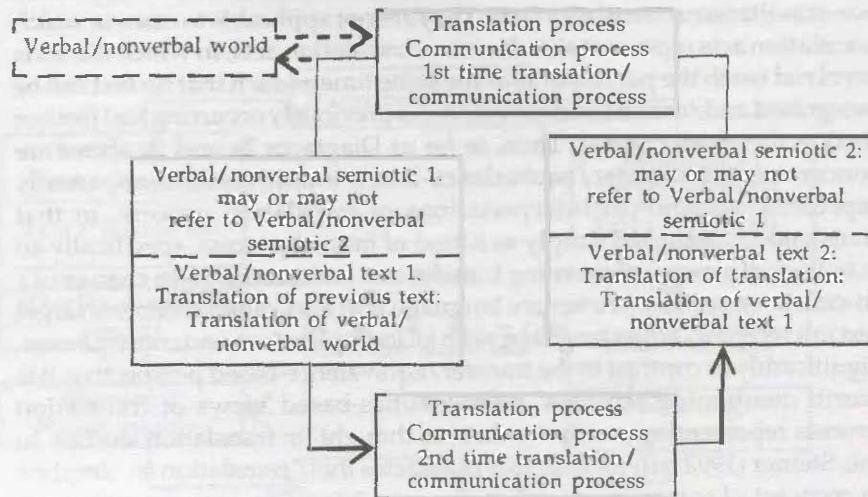 Verbal/nonverbal world
Translation process
Communication process
1st time translation/
communication process
Verbal/nonverbal semiotic 1:
may or may not
refer to Verbal/nonverbal
semiotic 2
Verbal/nonverbal text 1:
Translation of previous text:
Translation of verbal/
nonverbal world
Verbal/nonverbal semiotic 2:
may or may not
refer to Verbal/nonverbal
semiotic 1
Verbal/nonverbal text 2:
Translation of translation:
Translation of verbal/
nonverbal text 1
Translation process
Communication process
2nd time translation/
communication process